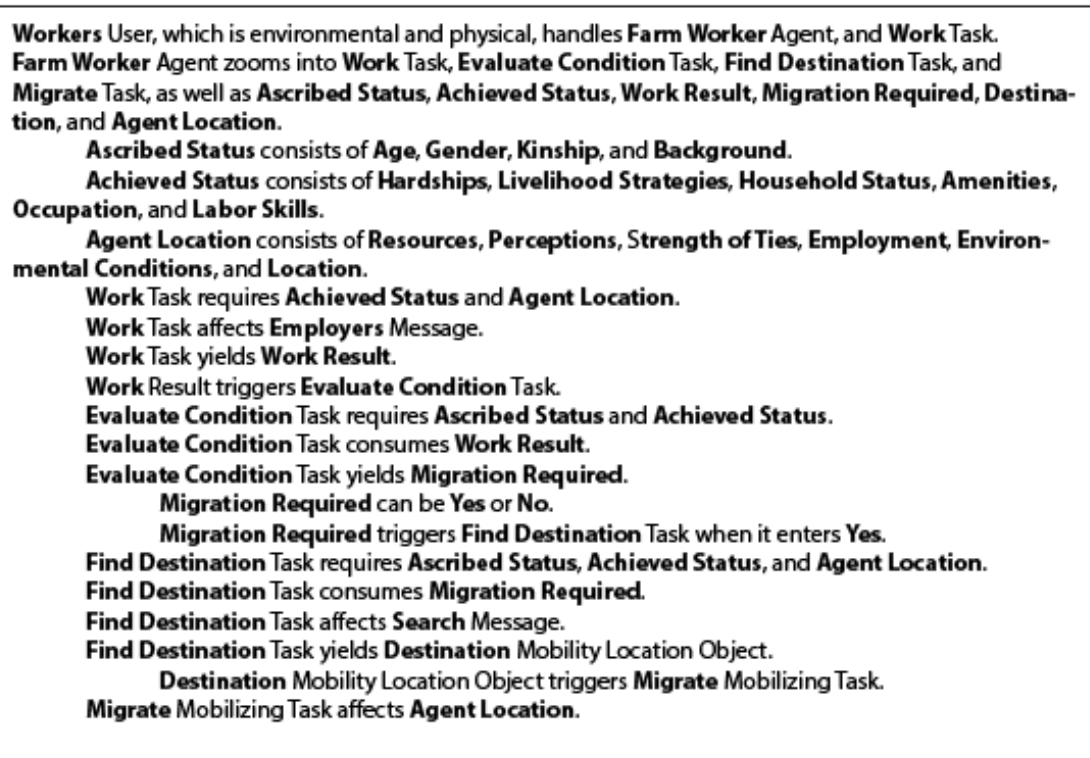 Workers User, which is environmental and physical, handles Farm Worker Agent, and Work Task.
Farm Worker Agent zooms into Work Task, Evaluate Condition Task, Find Destination Task, and
Migrate Task, as well as Ascribed Status, Achieved Status, Work Result, Migration Required, Destina-
tion, and Agent Location.
Ascribed Status consists of Age, Gender, Kinship, and Background.
Achieved Status consists of Hardships, Livelihood Strategies, Household Status, Amenities,
Occupation, and Labor Skills.
Agent Location consists of Resources, Perceptions, Strength of Ties, Employment, Environ-
mental Conditions, and Location.
Work Task requires Achieved Status and Agent Location.
Work Task affects Employers Message.
Work Task yields Work Result.
Work Result triggers Evaluate Condition Task.
Evaluate Condition Task requires Ascribed Status and Achieved Status.
Evaluate Condition Task consumes Work Result.
Evaluate Condition Task yields Migration Required.
Migration Required can be Yes or No.
Migration Required triggers Find Destination Task when it enters Yes.
Find Destination Task requires Ascribed Status, Achieved Status, and Agent Location.
Find Destination Task consumes Migration Required.
Find Destination Task affects Search Message.
Find Destination Task yields Destination Mobility Location Object.
Destination Mobility Location Object triggers Migrate Mobilizing Task.
Migrate Mobilizing Task affects Agent Location.